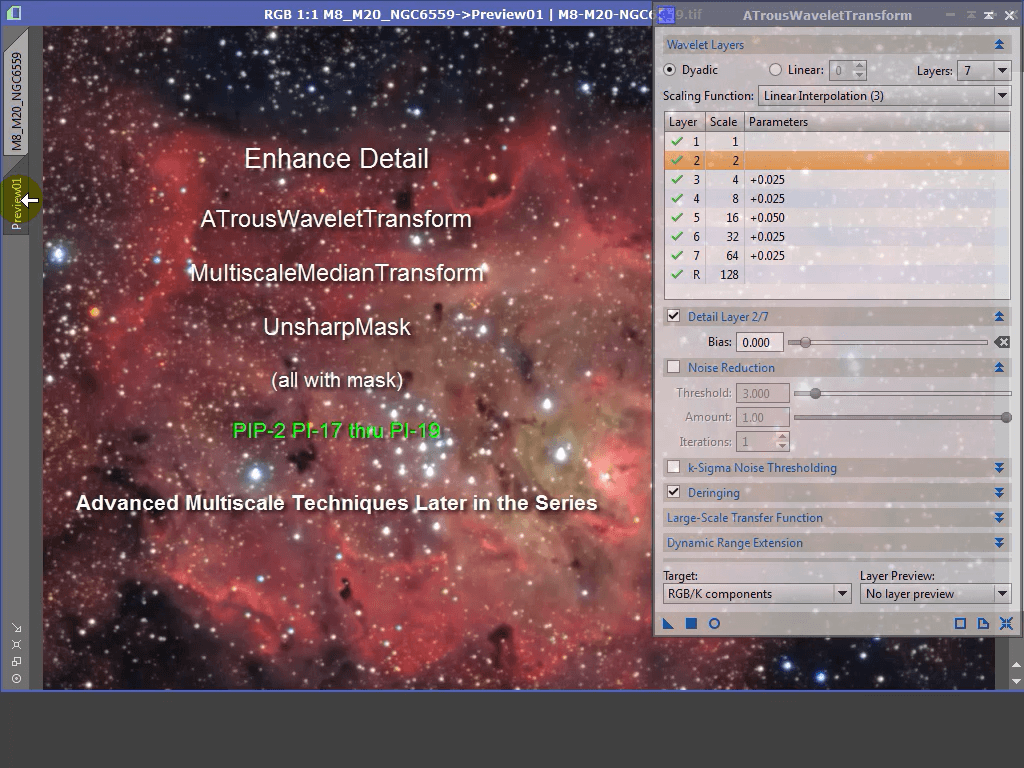 RGB 1:1 M8_M20_NGC6559->Preview01 | M8-M20-NGC6559.tif
ATrousWaveletTransform
M8_M20_NGC6559
Preview01
Enhance Detail
ATrousWaveletTransform
MultiscaleMedianTransform
UnsharpMask
(all with mask)
PIP-2 PI-17 thru PI-19
Advanced Multiscale Techniques Later in the Series
Wavelet Layers
Dyadic Linear: 0 Layers: 7
Scaling Function: Linear Interpolation (3)
Layer Scale Parameters
1 1
2 2
3 4 +0.025
4 8 +0.025
5 16 +0.050
6 32 +0.025
7 64 +0.025
R 128
Detail Layer 2/7
Bias: 0.000
Noise Reduction
Threshold: 3.000
Amount: 1.00
Iterations: 1
k-Sigma Noise Thresholding
Deringing
Large-Scale Transfer Function
Dynamic Range Extension
Target: Layer Preview:
RGB/K components No layer preview